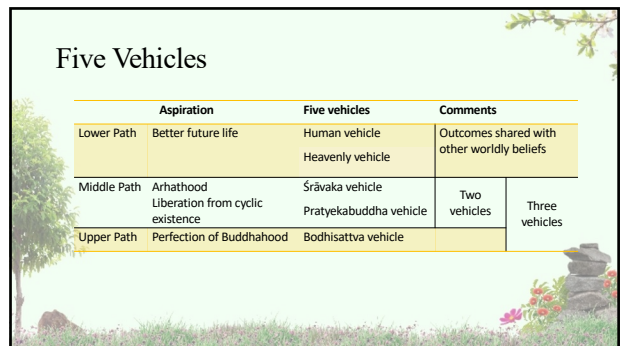 Five Vehicles
Aspiration Five vehicles Comments
Lower Path Better future life Human vehicle Outcomes shared with
Heavenly vehicle other worldly beliefs
Middle Path Arhathood Śrāvaka vehicle Two Three
Liberation from cyclic Pratyekabuddha vehicle vehicles vehicles
existence
Upper Path Perfection of Buddhahood Bodhisattva vehicle